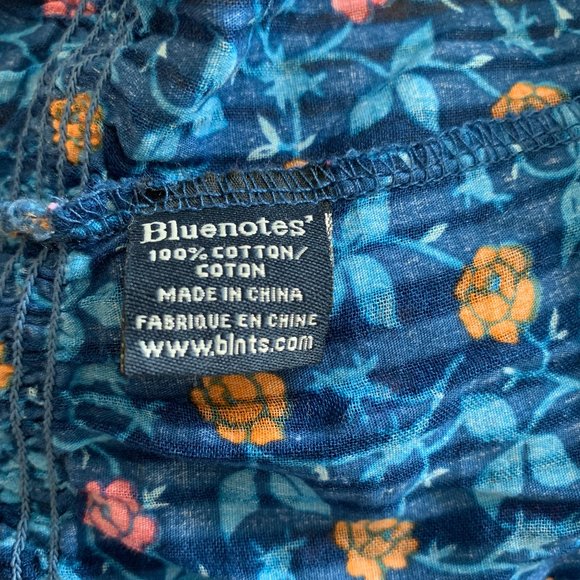 Bluenotes
100% COTTON/
COTON
MADE IN CHINA
FABRIQUE EN CHINE
www.blnts.com